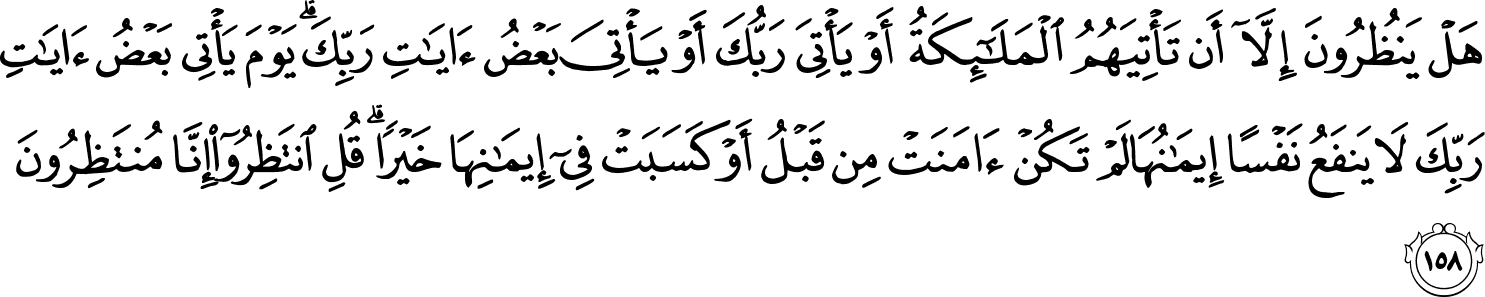 هَلۡ يَنظُرُونَ إِلَّآ أَن تَأۡتِيَهُمُ ٱلۡمَلَـٰٓئِكَةُ أَوۡ يَأۡتِىَ رَبُّكَ أَوۡ يَأۡتِىَ بَعۡضُ ءَايَـٰتِ رَبِّكَ‌ۗ يَوۡمَ يَأۡتِى بَعۡضُ ءَايَـٰتِ
رَبِّكَ لَا يَنفَعُ نَفۡسًا إِيمَـٰنُهَا لَمۡ تَكُنۡ ءَامَنَتۡ مِن قَبۡلُ أَوۡ كَسَبَتۡ فِىٓ إِيمَـٰنِهَا خَيۡرًا‌ۗ قُلِ ٱنتَظِرُوٓاْ إِنَّا مُنتَظِرُونَ
١٥٨